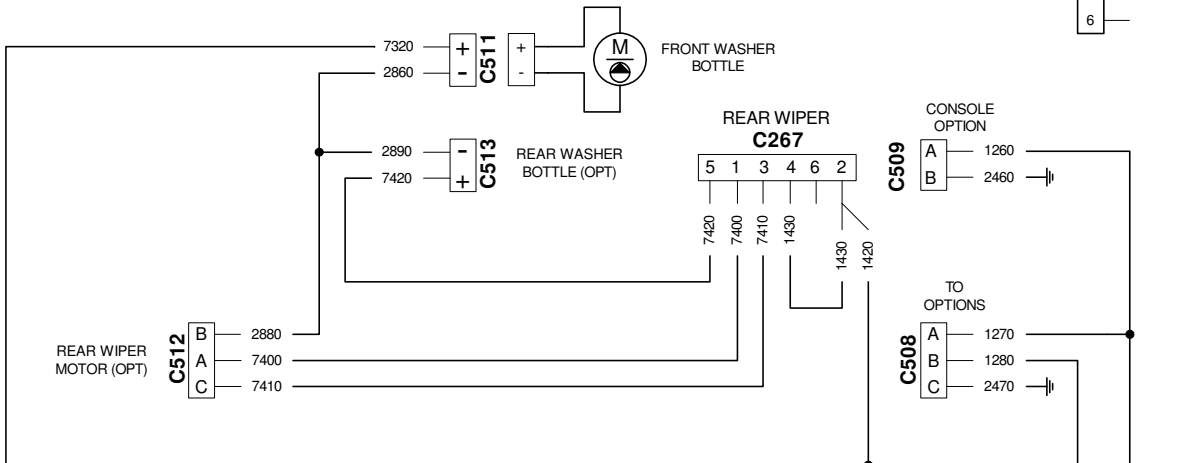 6
7320 + C511 + M FRONT WASHER
2860 - - BOTTLE
2890 - C513 REAR WASHER
7420 + BOTTLE (OPT)
REAR WIPER
C267
5 1 3 4 6 2
7420 7400 7410 1430 1430 1420
CONSOLE
OPTION
C509 A 1260
B 2460
TO
OPTIONS
C508 A 1270
B 1280
C 2470
REAR WIPER
MOTOR (OPT)
C512 B 2880
A 7400
C 7410